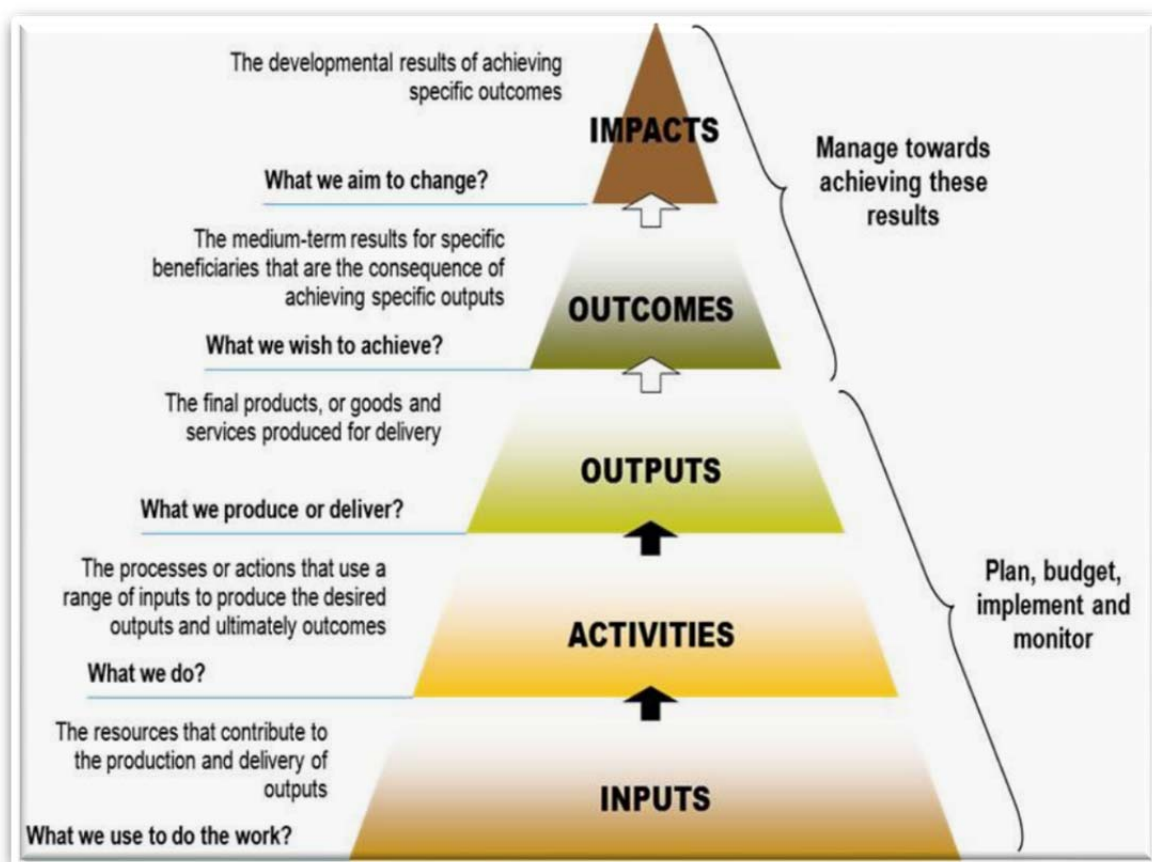 The developmental results of achieving
specific outcomes
IMPACTS
What we aim to change?
Manage towards
achieving these
results
The medium-term results for specific
beneficiaries that are the consequence of
achieving specific outputs
OUTCOMES
What we wish to achieve?
The final products, or goods and
services produced for delivery
OUTPUTS
What we produce or deliver?
The processes or actions that use a
range of inputs to produce the desired
outputs and ultimately outcomes
ACTIVITIES
What we do?
Plan, budget,
implement and
monitor
The resources that contribute to
the production and delivery of
outputs
INPUTS
What we use to do the work?